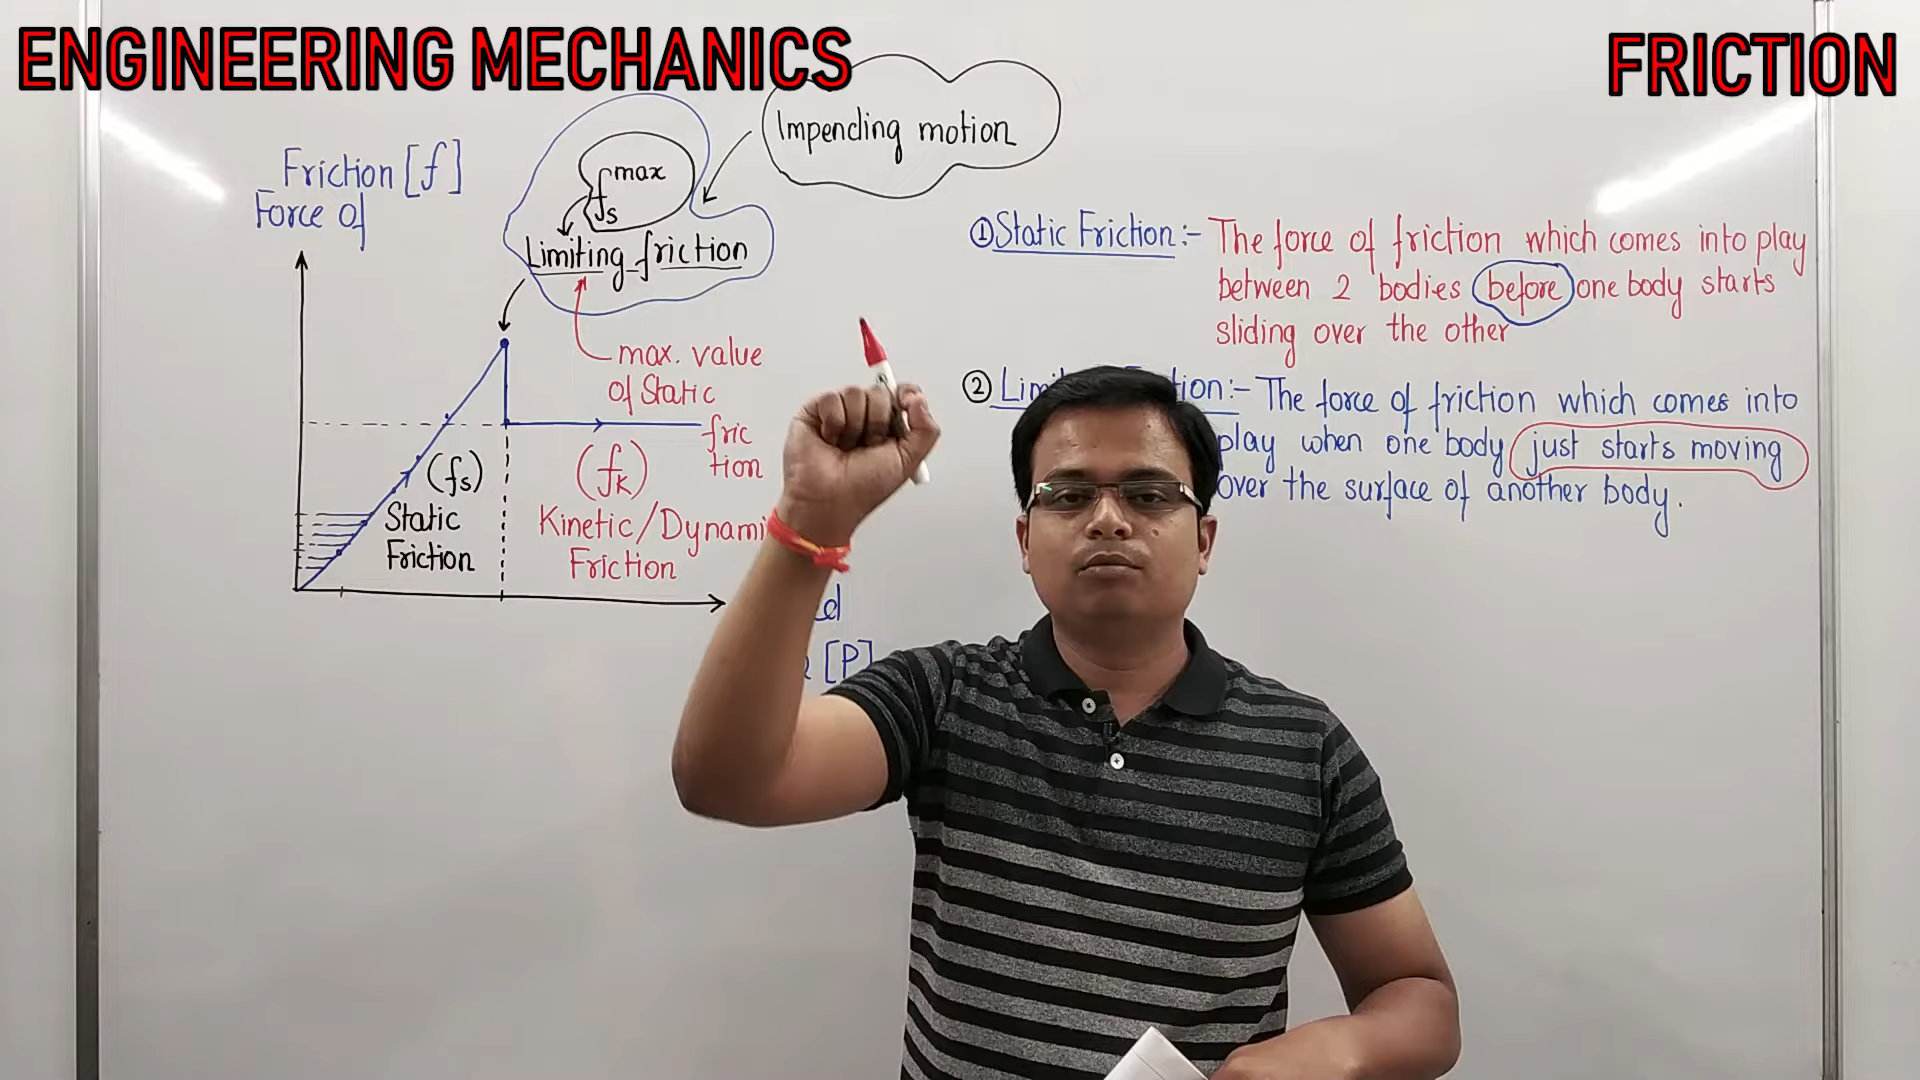 ENGINEERING MECHANICS
FRICTION
Impending motion
Friction [f]
Force of
fs max
Limiting friction
max. value
of Static
fric
tion
(fs)
Static
Friction
(fK)
Kinetic/Dynami
Friction
[P]
① Static Friction:- The force of friction which comes into play
between 2 bodies before one body starts
sliding over the other
② :- The force of friction which comes into
play when one body just starts moving
over the surface of another body.